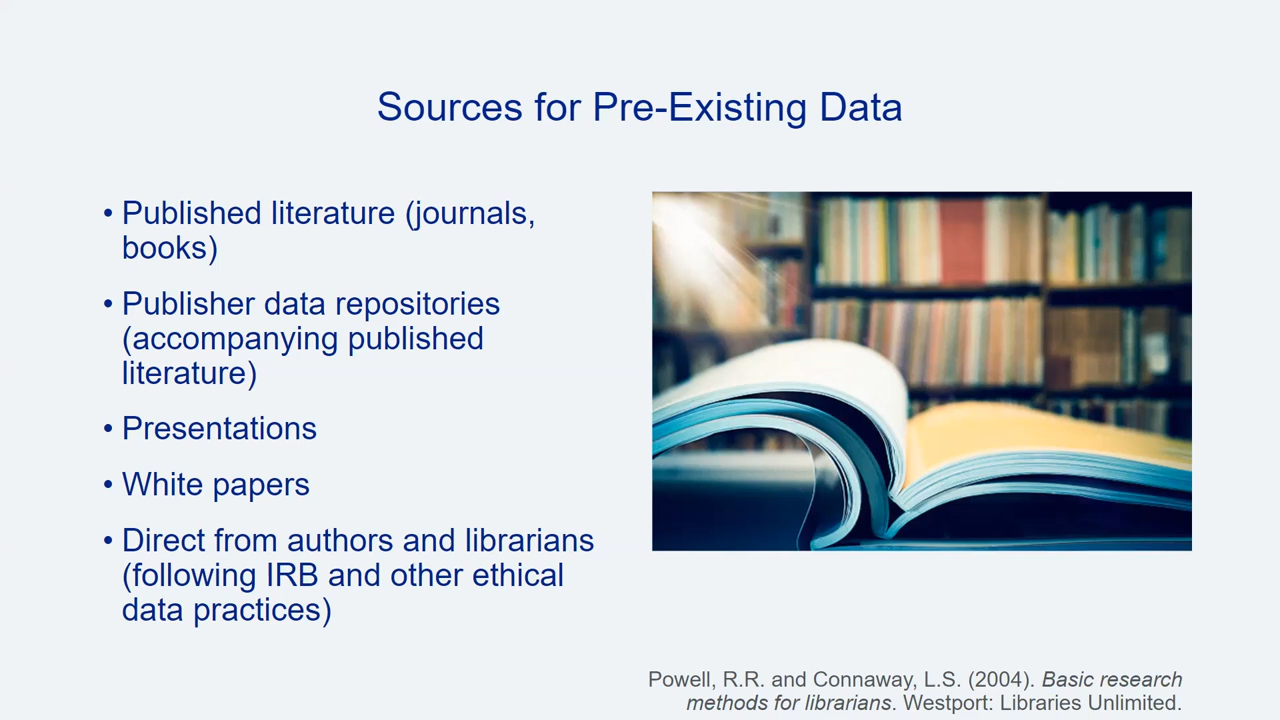 Sources for Pre-Existing Data
• Published literature (journals,
books)
• Publisher data repositories
(accompanying published
literature)
• Presentations
• White papers
• Direct from authors and librarians
(following IRB and other ethical
data practices)
Powell, R.R. and Connaway, L.S. (2004). Basic research
methods for librarians. Westport: Libraries Unlimited.